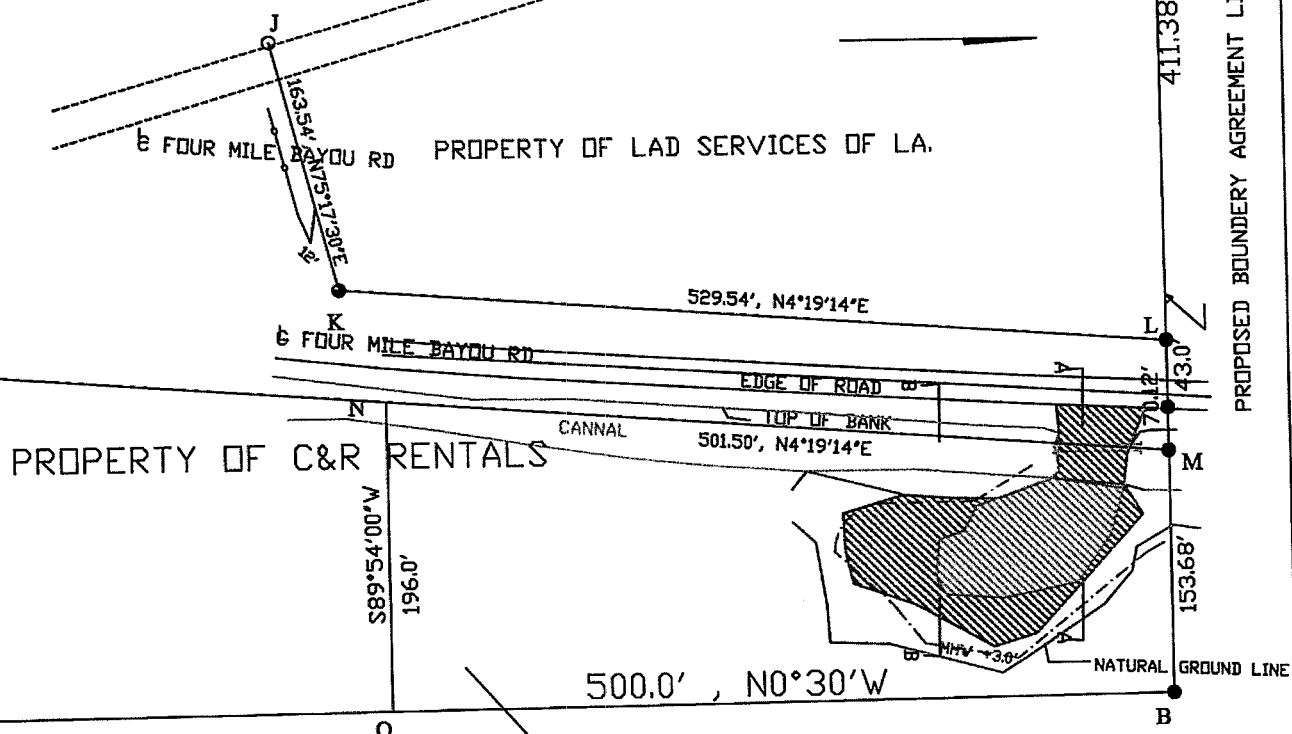 J
411.38
PROPOSED BOUNDERY AGREEMENT LI
163.54' N75°17'30"E
℄ FOUR MILE BAYOU RD
PROPERTY OF LAD SERVICES OF LA.
12'
K
529.54', N4°19'14"E
L
℄ FOUR MILE BAYOU RD
43.0'
70.12'
EDGE OF ROAD
B
A
N
TOP OF BANK
CANNAL
501.50', N4°19'14"E
M
PROPERTY OF C&R RENTALS
S89°54'00"W
196.0'
153.68'
B
MHW +3.0'
A
NATURAL GROUND LINE
500.0' , N0°30'W
B
O